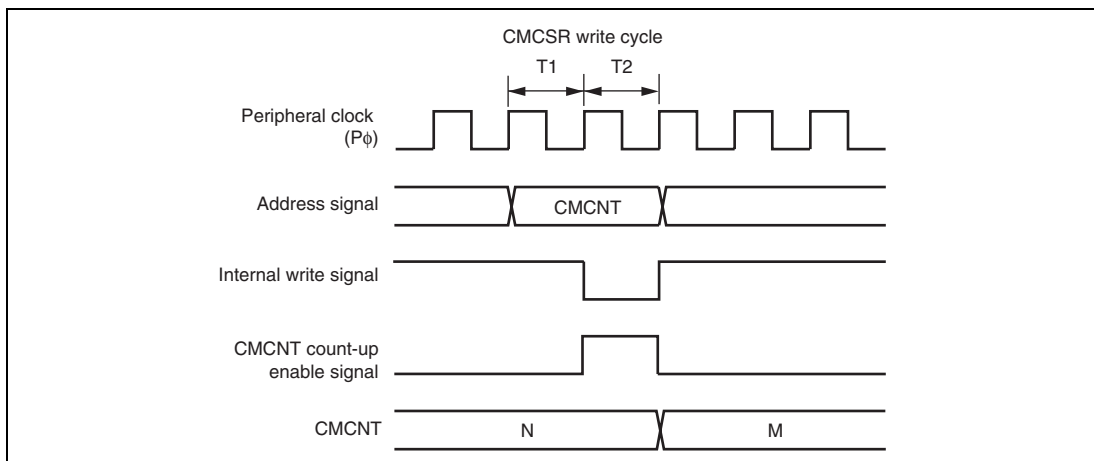 CMCSR write cycle
T1 T2
Peripheral clock
(Pϕ)
Address signal
CMCNT
Internal write signal
CMCNT count-up
enable signal
CMCNT
N
M